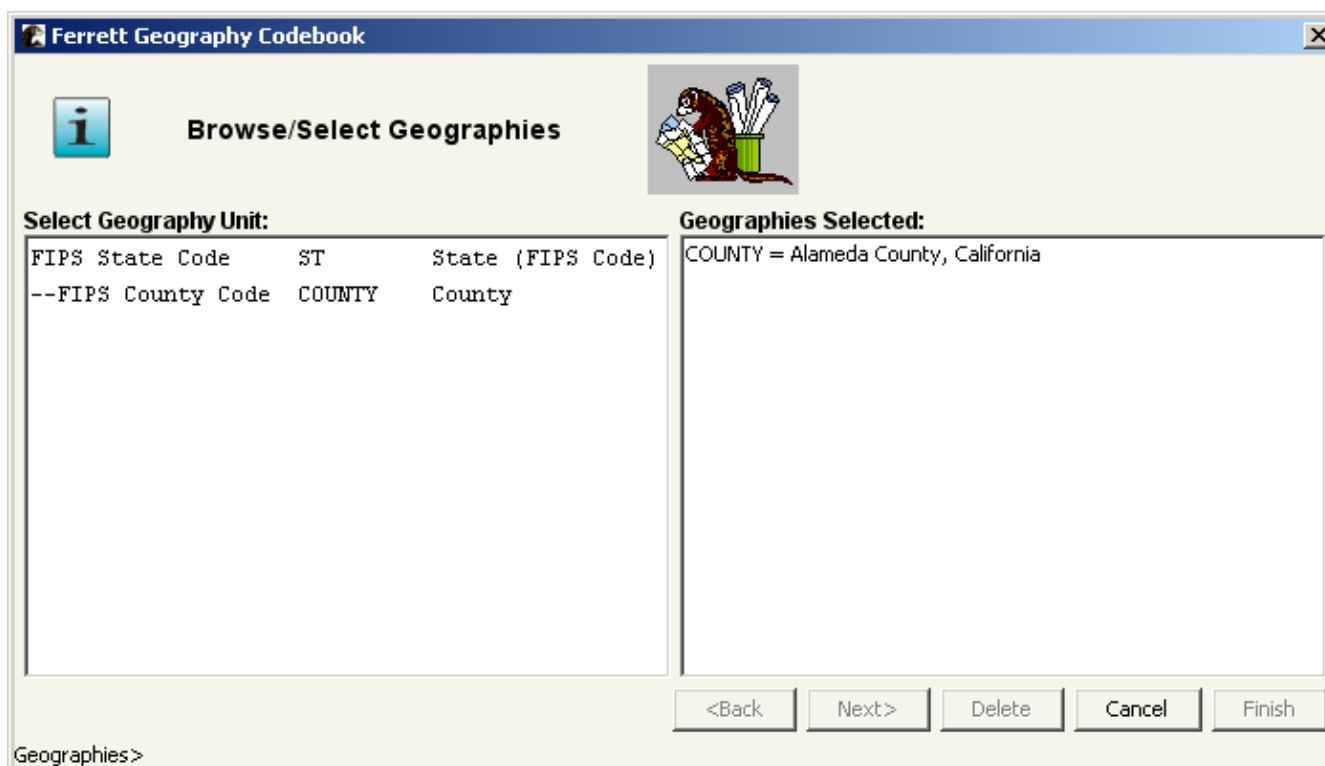 Ferrett Geography Codebook
i
Browse/Select Geographies
Select Geography Unit:
FIPS State Code ST State (FIPS Code)
--FIPS County Code COUNTY County
Geographies Selected:
COUNTY = Alameda County, California
<Back Next> Delete Cancel Finish
Geographies>